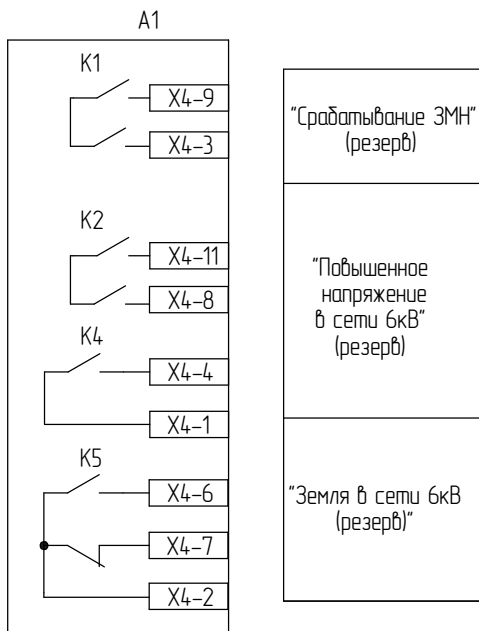 A1
K1
X4-9
X4-3
K2
X4-11
X4-8
K4
X4-4
X4-1
K5
X4-6
X4-7
X4-2
"Срабатывание ЗМН"
(резерв)
"Повышенное
напряжение
в сети 6кВ"
(резерв)
"Земля в сети 6кВ
(резерв)"